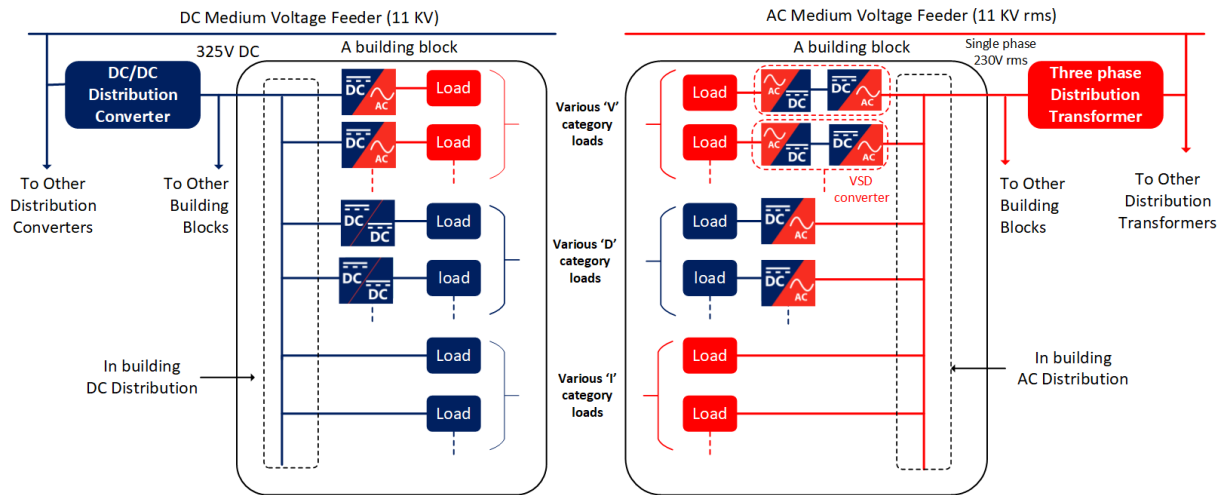 DC Medium Voltage Feeder (11 KV)
325V DC
A building block
DC/DC
Distribution
Converter
To Other
Distribution
Converters
To Other
Building
Blocks
DC
AC
Load
DC
AC
Load
DC
DC
Load
DC
DC
load
Load
Load
In building
DC Distribution
Various ‘V’
category
loads
Various ‘D’
category
loads
Various ‘I’
category
loads
AC Medium Voltage Feeder (11 KV rms)
A building block
Single phase
230V rms
Three phase
Distribution
Transformer
Load
AC
DC
DC
AC
Load
AC
DC
DC
AC
VSD
converter
Load
DC
AC
load
DC
AC
Load
Load
To Other
Building
Blocks
To Other
Distribution
Transformers
In building
AC Distribution